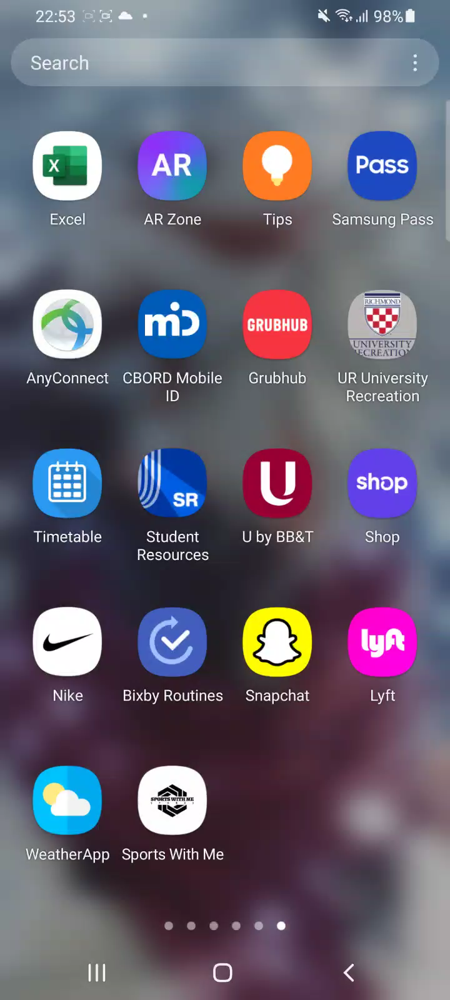 22:53
98%
Search
X
AR
Pass
Excel
AR Zone
Tips
Samsung Pass
mID
GRUBHUB
RICHMOND
UNIVERSITY
RECREATION
AnyConnect
CBORD Mobile
ID
Grubhub
UR University
Recreation
SR
U
shop
Timetable
Student
Resources
U by BB&T
Shop
lyft
Nike
Bixby Routines
Snapchat
Lyft
SPORTS WITH ME
WeatherApp
Sports With Me